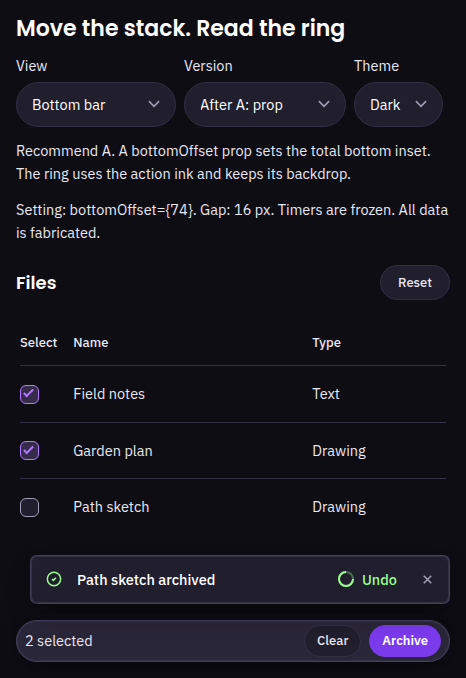 Move the stack. Read the ring
View Version Theme
Bottom bar After A: prop Dark
Recommend A. A bottomOffset prop sets the total bottom inset.
The ring uses the action ink and keeps its backdrop.
Setting: bottomOffset={74}. Gap: 16 px. Timers are frozen. All data
is fabricated.
Files Reset
Select Name Type
Field notes Text
Garden plan Drawing
Path sketch Drawing
Path sketch archived Undo
2 selected Clear Archive